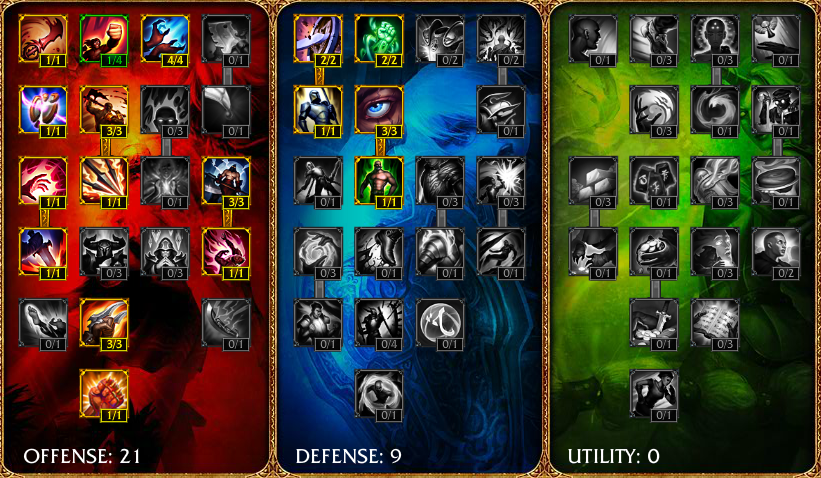 1/1 1/4 4/4 0/1
1/1 3/3 0/3 0/1
1/1 1/1 0/1 3/3
1/1 0/3 0/3 1/1
0/1 3/3 0/1
1/1
OFFENSE: 21
2/2 2/2 0/2 0/2
1/1 3/3 0/1
0/1 1/1 0/3 0/3
0/3 0/1 0/1 0/1
0/1 0/4 0/1
0/1
DEFENSE: 9
0/1 0/3 0/3 0/1
0/3 0/1 0/1
0/3 0/1 0/1 0/1
0/1 0/1 0/3 0/2
0/1 0/3
0/1
UTILITY: 0